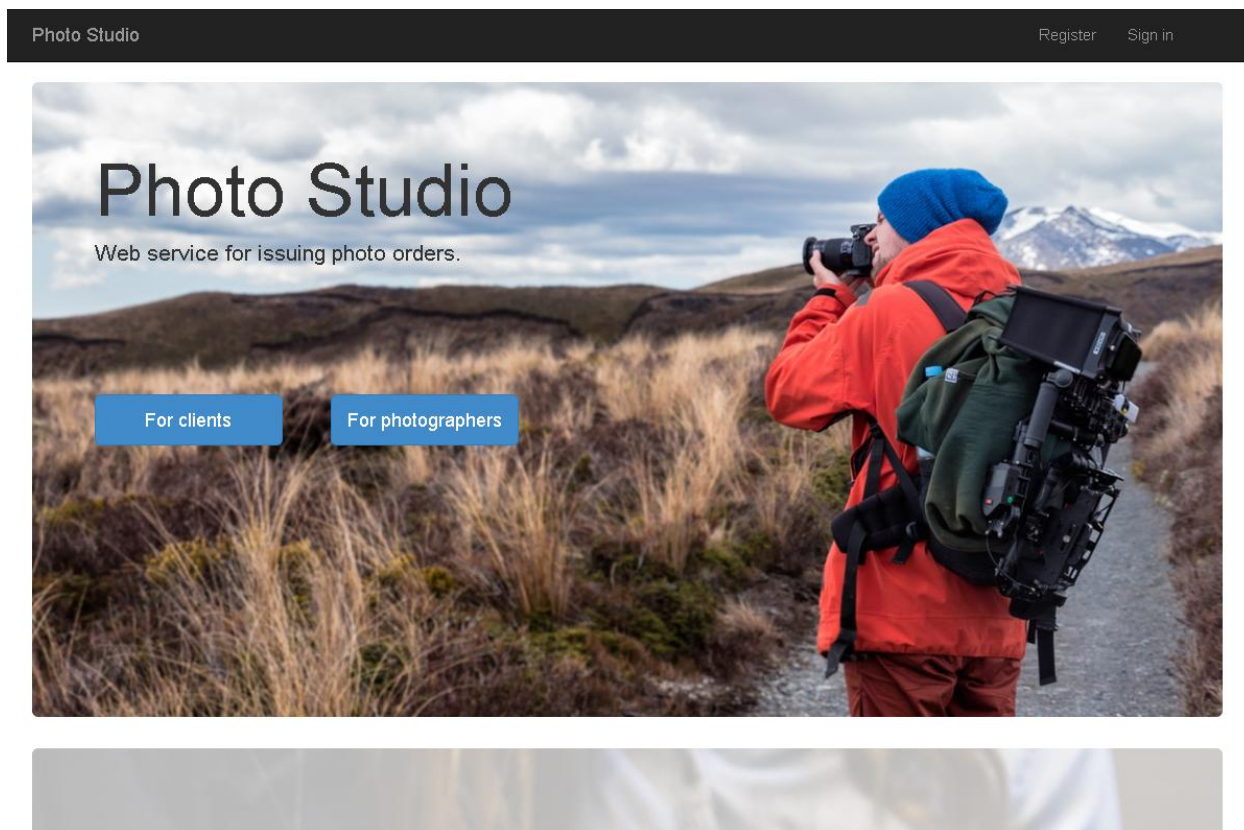 Photo Studio
Register
Sign in
Photo Studio
Web service for issuing photo orders.
For clients
For photographers